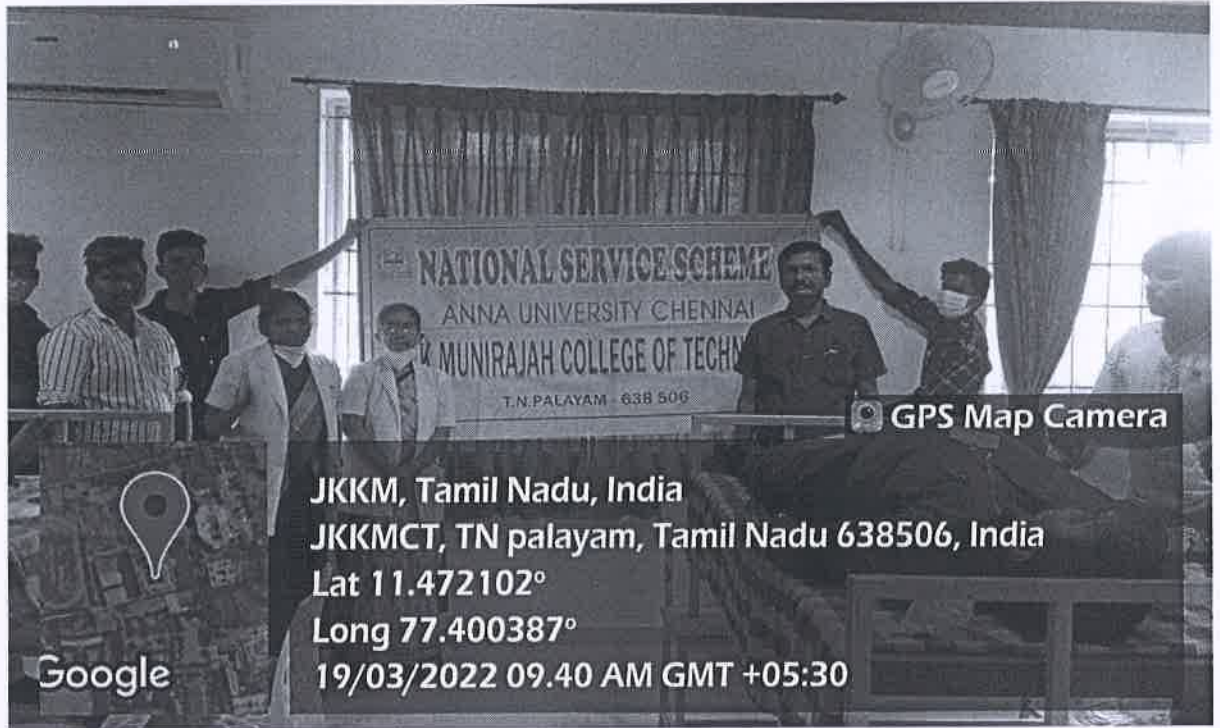 NATIONAL SERVICE SCHEME
ANNA UNIVERSITY CHENNAI
MUNIRAJAH COLLEGE OF TECHN
T.N.PALAYAM - 638 506
GPS Map Camera
JKKM, Tamil Nadu, India
JKKMCT, TN palayam, Tamil Nadu 638506, India
Lat 11.472102°
Long 77.400387°
19/03/2022 09.40 AM GMT +05:30
Google